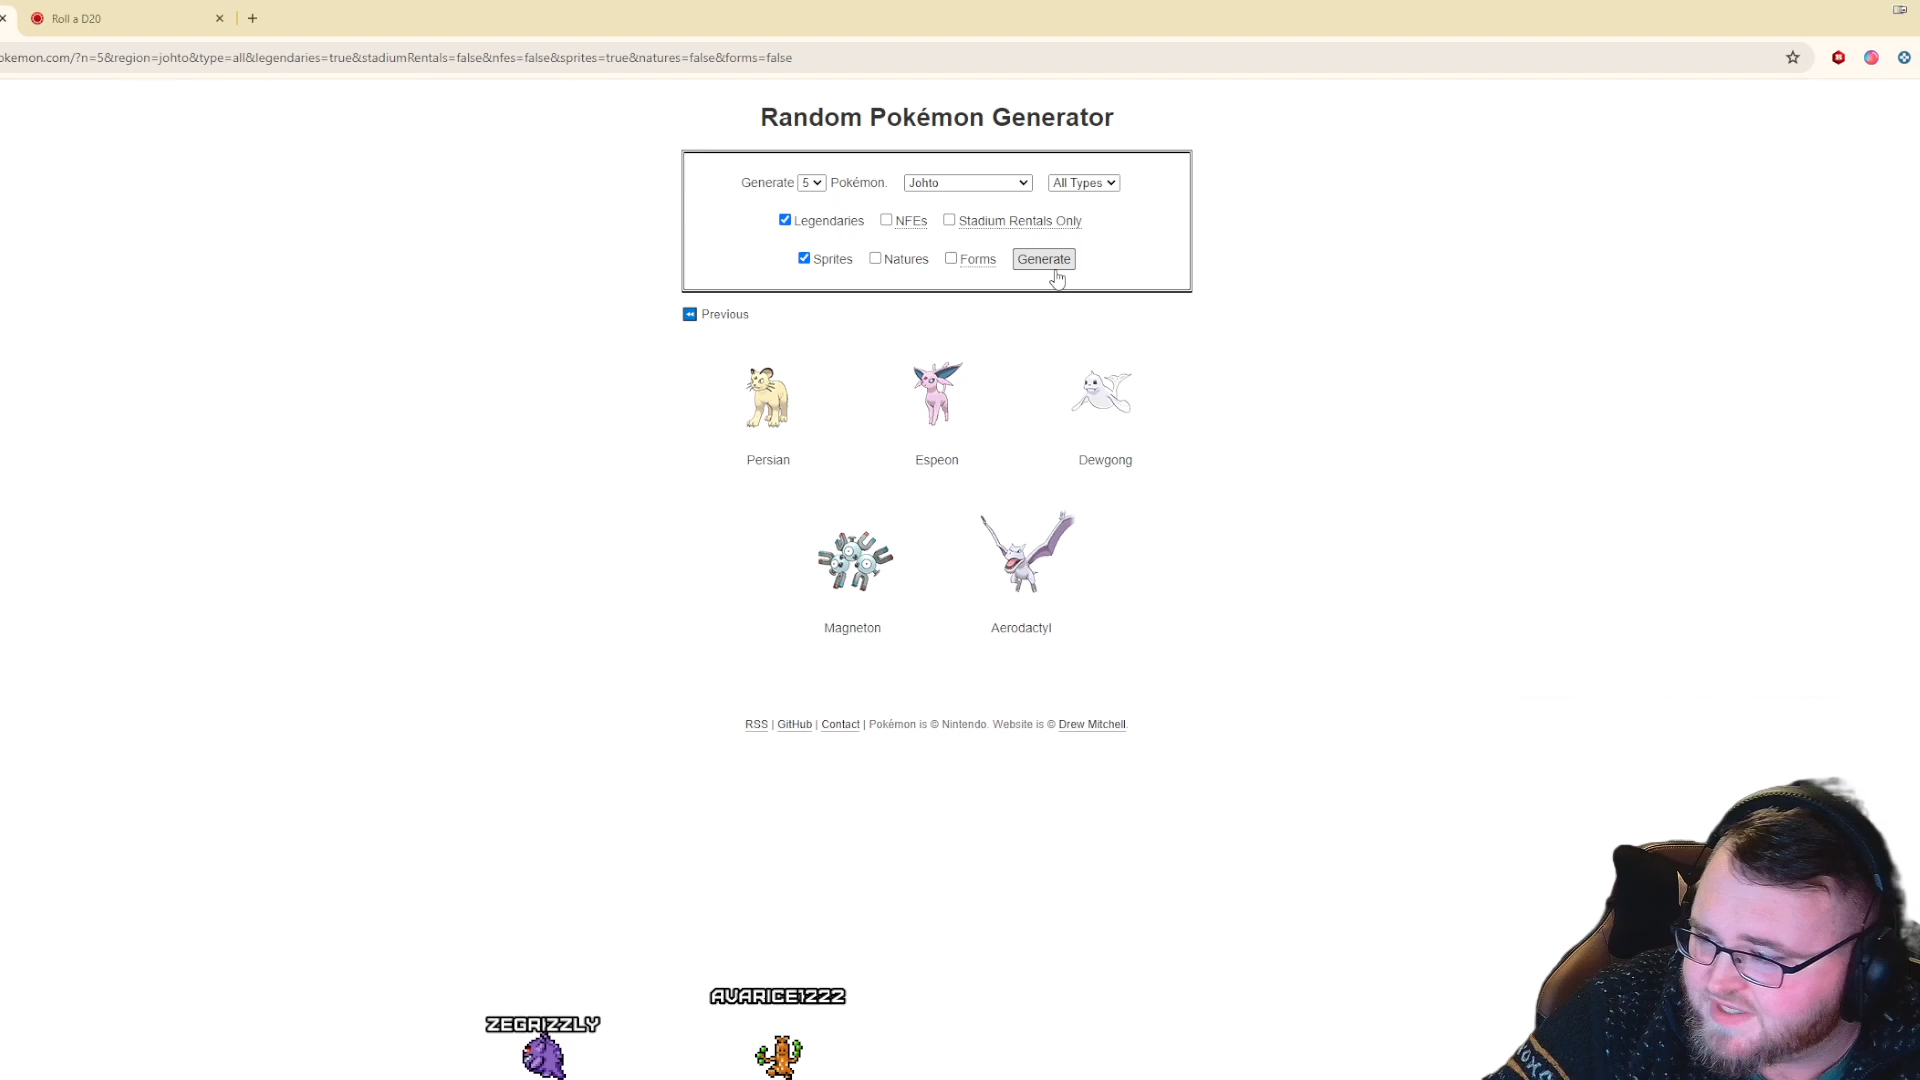 Roll a D20
okemon.com/?n=5&region=johto&type=all&legendaries=true&stadiumRentals=false&nfes=false&sprites=true&natures=false&forms=false
Random Pokémon Generator
Generate 5 Pokémon. Johto All Types
Legendaries NFEs Stadium Rentals Only
Sprites Natures Forms Generate
Previous
Persian Espeon Dewgong
Magneton Aerodactyl
RSS | GitHub | Contact | Pokémon is © Nintendo. Website is © Drew Mitchell.
AVARICE1222
ZEGRIZZLY